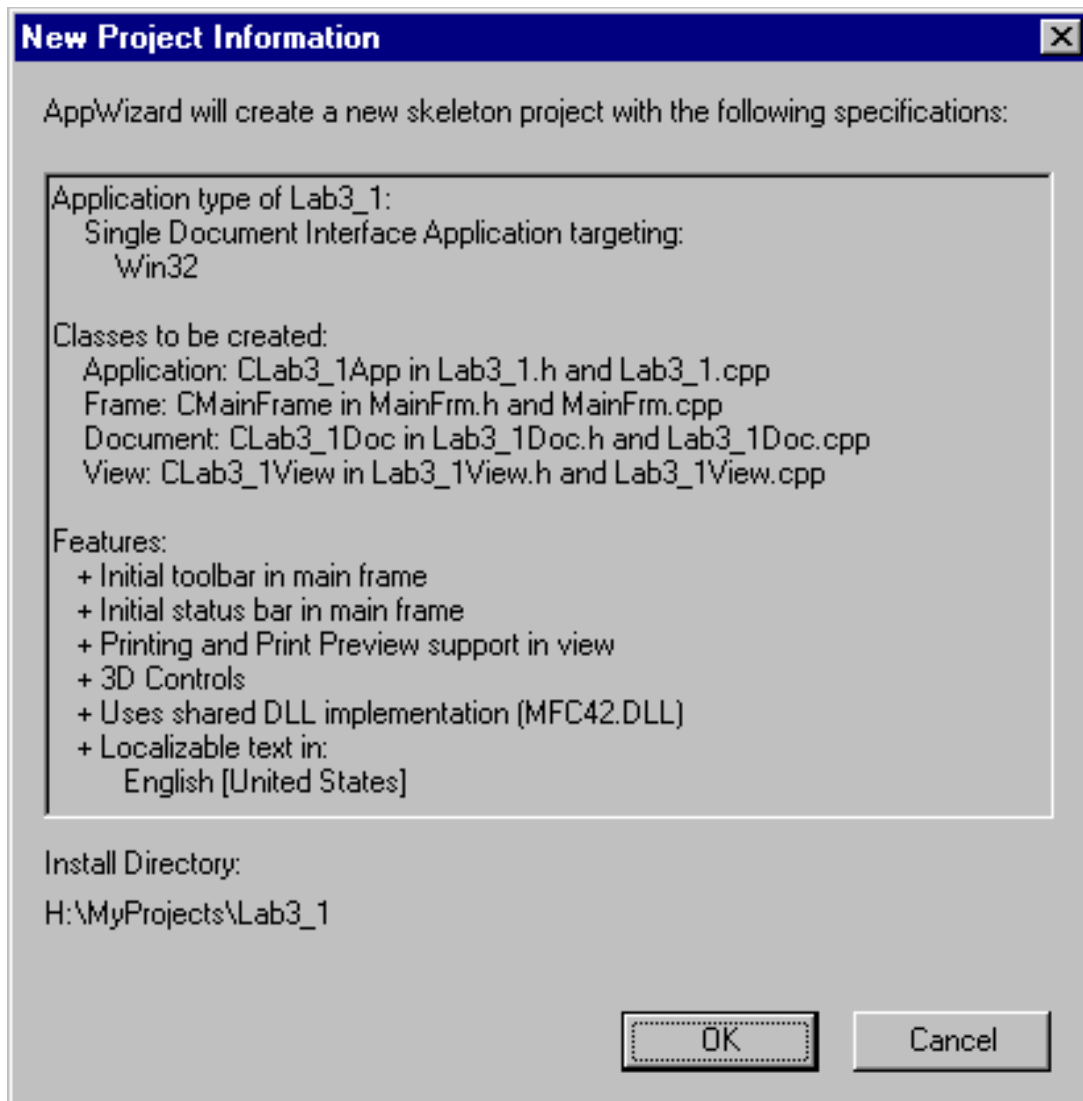 New Project Information
AppWizard will create a new skeleton project with the following specifications:
Application type of Lab3_1:
Single Document Interface Application targeting:
Win32
Classes to be created:
Application: CLab3_1App in Lab3_1.h and Lab3_1.cpp
Frame: CMainFrame in MainFrm.h and MainFrm.cpp
Document: CLab3_1Doc in Lab3_1Doc.h and Lab3_1Doc.cpp
View: CLab3_1View in Lab3_1View.h and Lab3_1View.cpp
Features:
+ Initial toolbar in main frame
+ Initial status bar in main frame
+ Printing and Print Preview support in view
+ 3D Controls
+ Uses shared DLL implementation (MFC42.DLL)
+ Localizable text in:
English [United States]
Install Directory:
H:\MyProjects\Lab3_1
OK Cancel